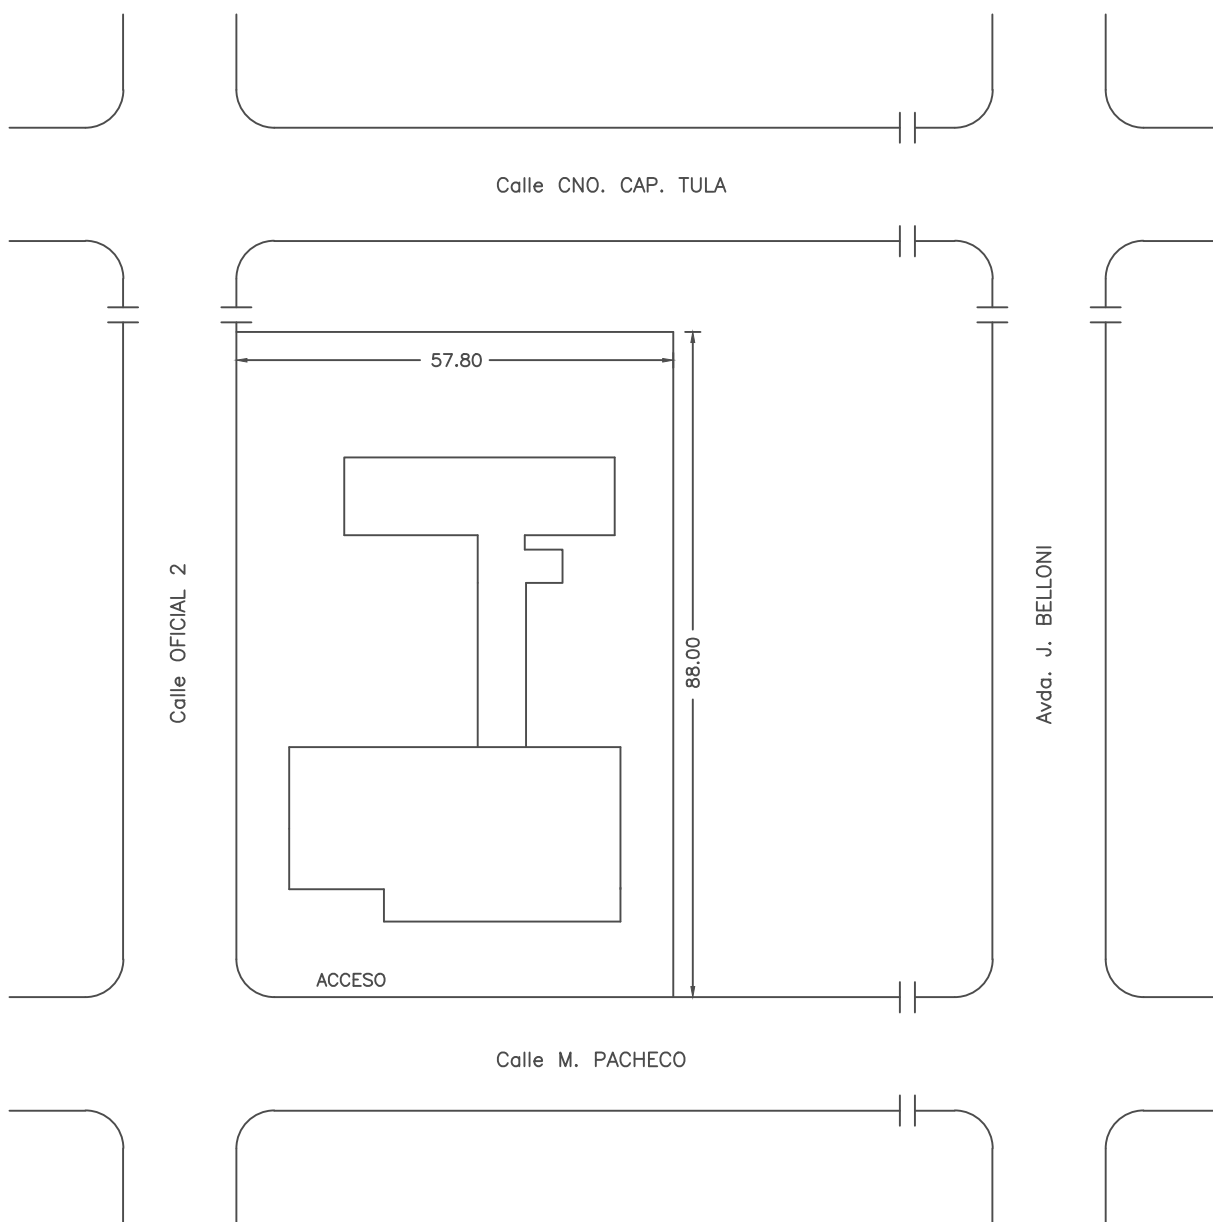 Calle CNO. CAP. TULA
57.80
Calle OFICIAL 2
88.00
Avda. J. BELLONI
ACCESO
Calle M. PACHECO